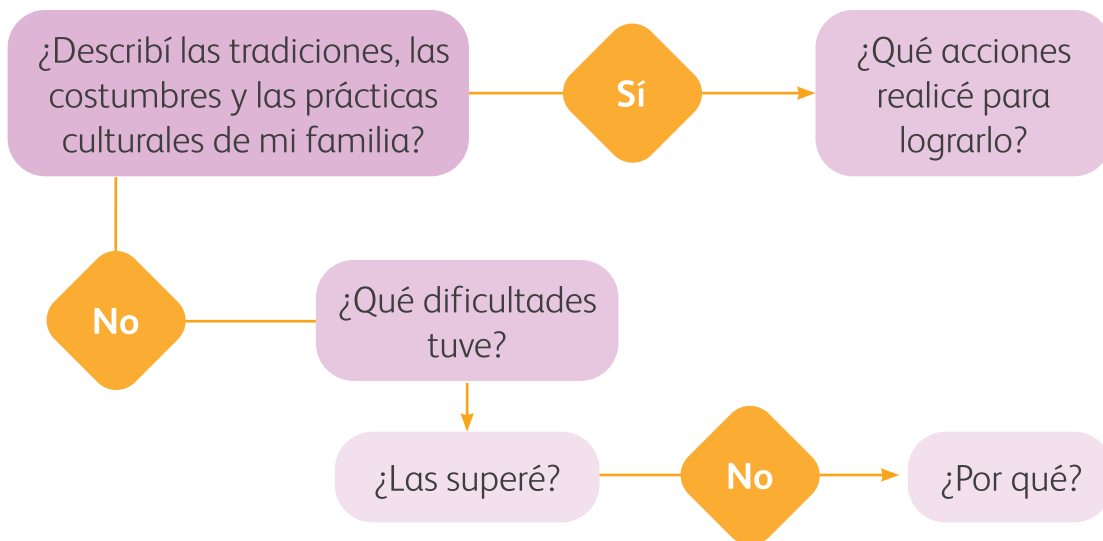 ¿Describí las tradiciones, las
costumbres y las prácticas
culturales de mi familia?
Sí
¿Qué acciones
realicé para
lograrlo?
No
¿Qué dificultades
tuve?
¿Las superé?
No
¿Por qué?